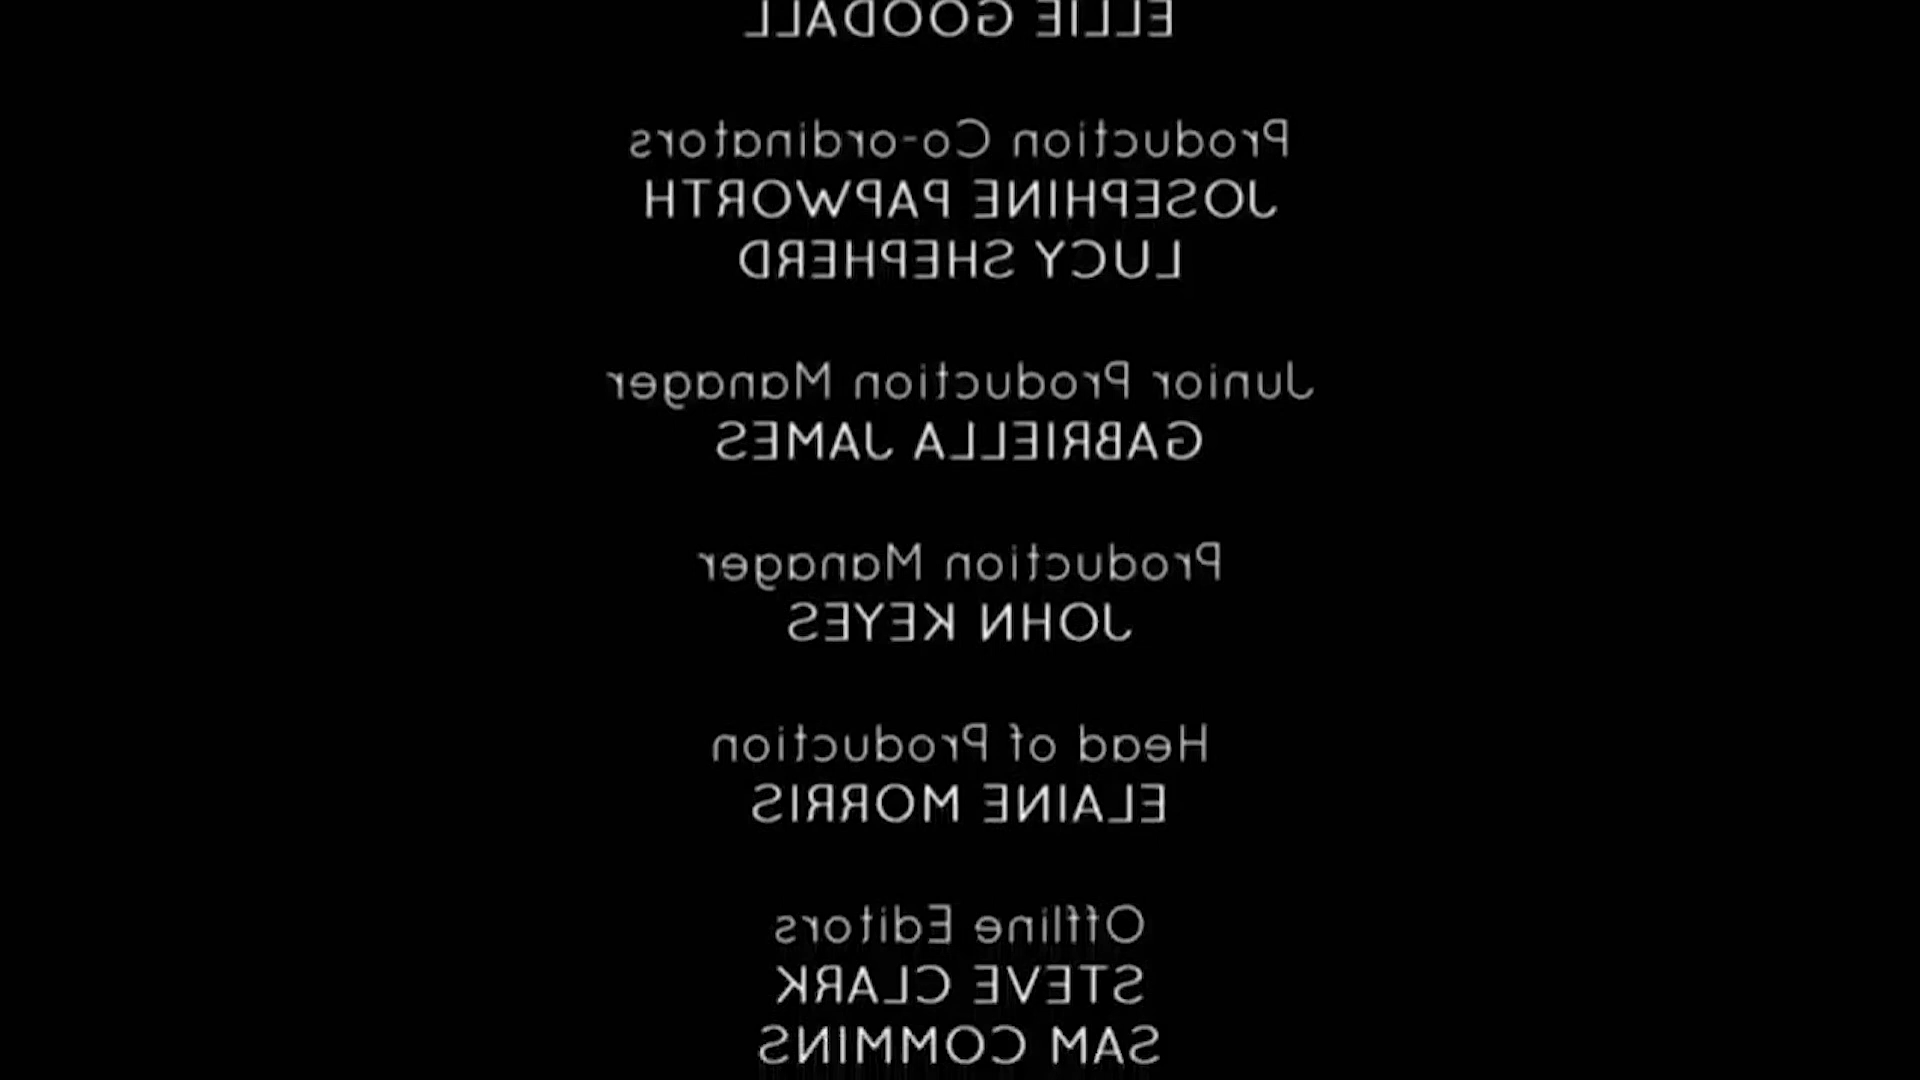 ELLIE GOODALL
Production Co-ordinators
JOSEPHINE PAPWORTH
LUCY SHEPHERD
Junior Production Manager
GABRIELLA JAMES
Production Manager
JOHN KEYES
Head of Production
ELAINE MORRIS
Offline Editors
STEVE CLARK
SAM COMMINS